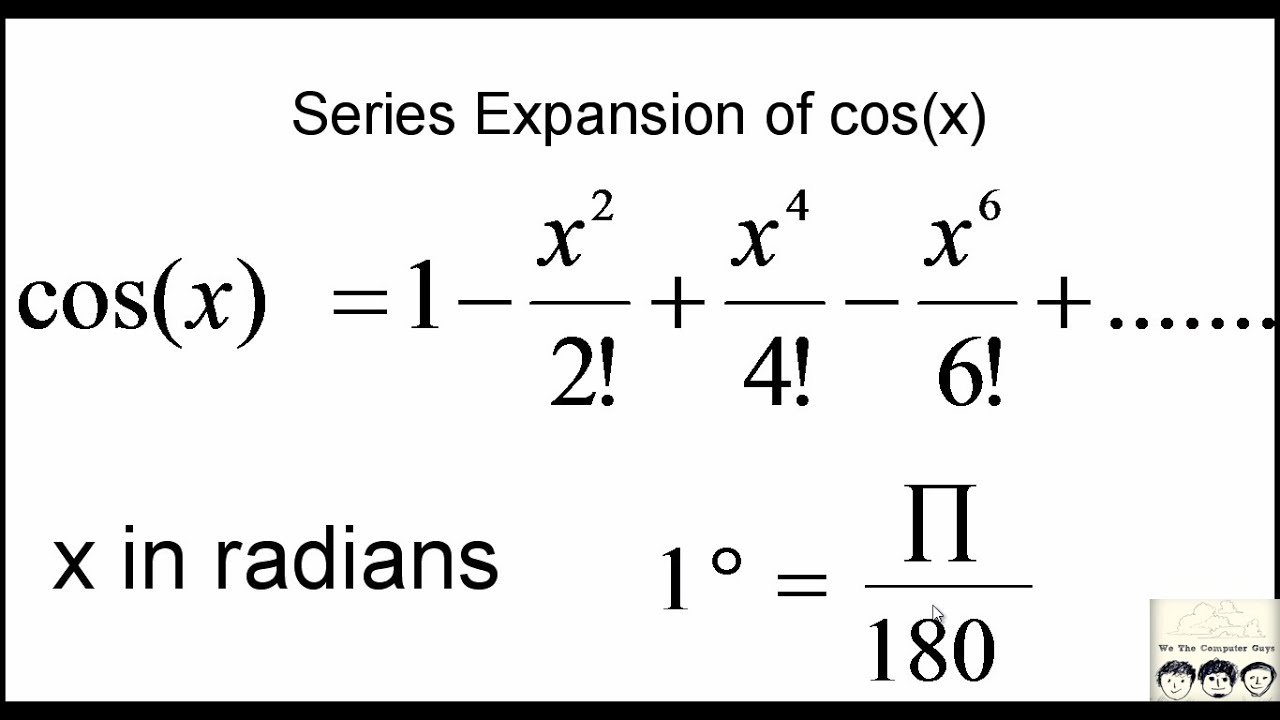 Series Expansion of cos(x)
cos(x) = 1 − x²/2! + x⁴/4! − x⁶/6! + .......
x in radians
1° = Π/180
We The Computer Guys